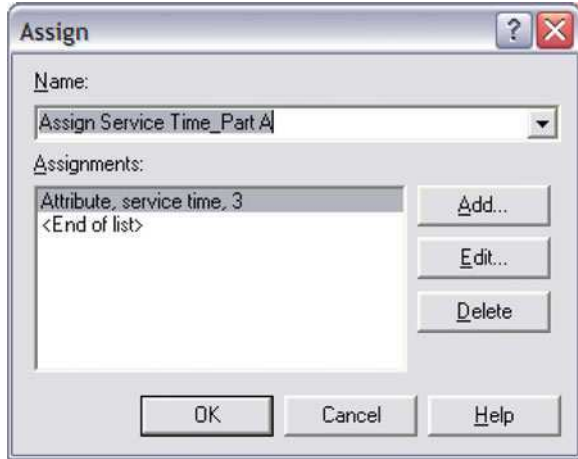 Assign
?
Name:
Assign Service Time_Part A
Assignments:
Attribute, service time, 3
<End of list>
Add...
Edit...
Delete
OK
Cancel
Help